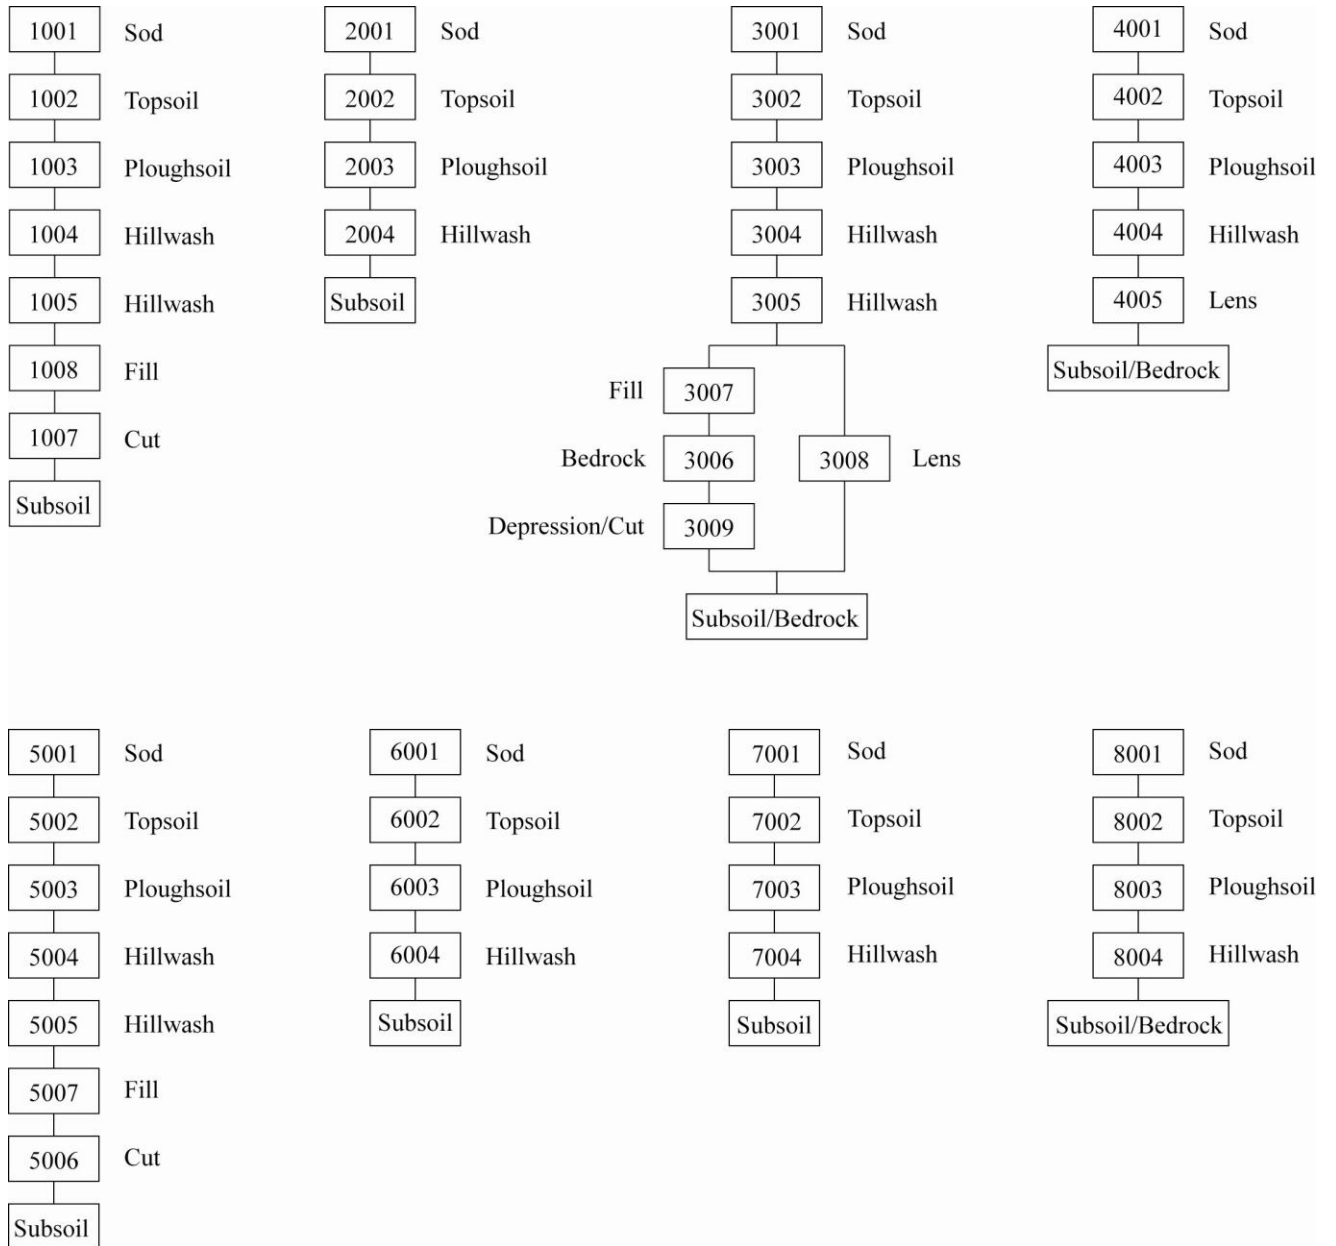 1001 Sod 2001 Sod 3001 Sod 4001 Sod
1002 Topsoil 2002 Topsoil 3002 Topsoil 4002 Topsoil
1003 Ploughsoil 2003 Ploughsoil 3003 Ploughsoil 4003 Ploughsoil
1004 Hillwash 2004 Hillwash 3004 Hillwash 4004 Hillwash
1005 Hillwash Subsoil 3005 Hillwash 4005 Lens
1008 Fill Fill 3007 Subsoil/Bedrock
1007 Cut Bedrock 3006 3008 Lens
Subsoil Depression/Cut 3009
Subsoil/Bedrock
5001 Sod 6001 Sod 7001 Sod 8001 Sod
5002 Topsoil 6002 Topsoil 7002 Topsoil 8002 Topsoil
5003 Ploughsoil 6003 Ploughsoil 7003 Ploughsoil 8003 Ploughsoil
5004 Hillwash 6004 Hillwash 7004 Hillwash 8004 Hillwash
5005 Hillwash Subsoil Subsoil Subsoil/Bedrock
5007 Fill
5006 Cut
Subsoil